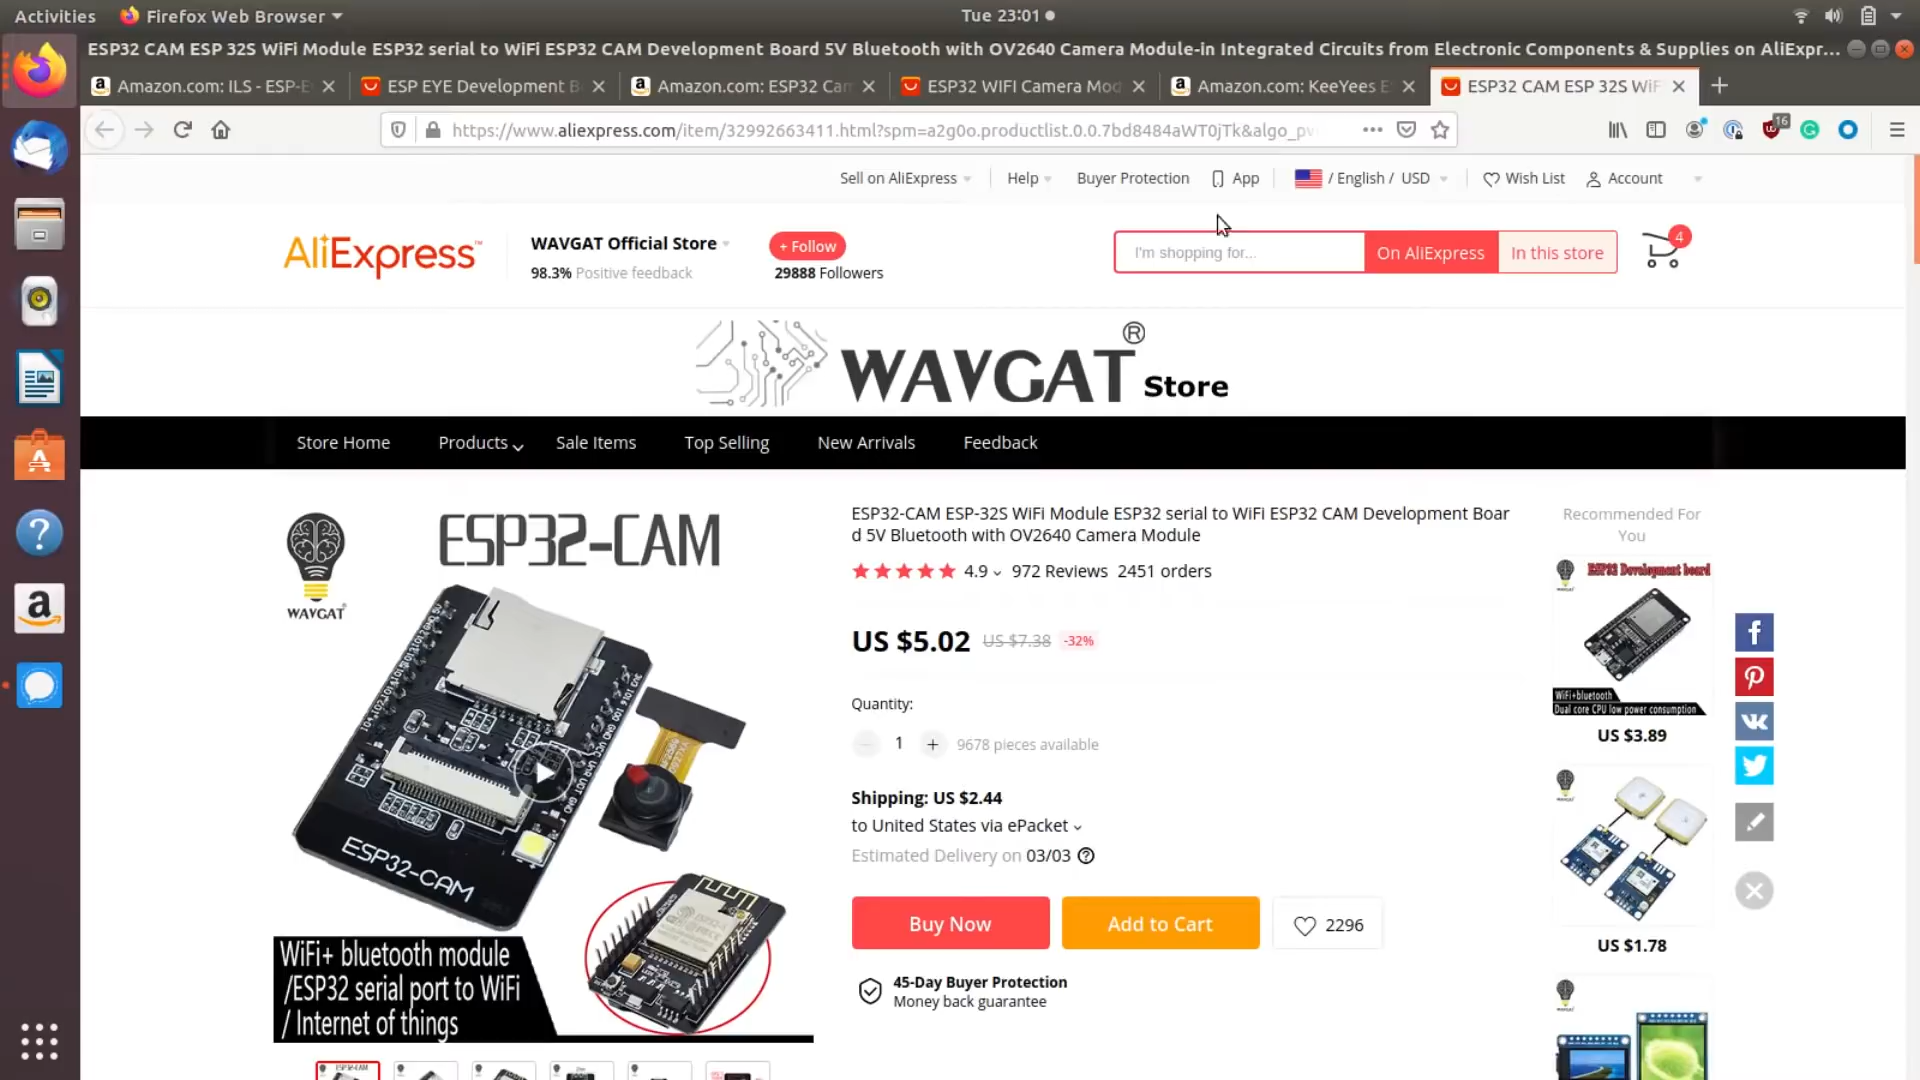 Activities
Firefox Web Browser
Tue 23:01
ESP32 CAM ESP 32S WiFi Module ESP32 serial to WiFi ESP32 CAM Development Board 5V Bluetooth with OV2640 Camera Module-in Integrated Circuits from Electronic Components & Supplies on AliExpr...
Amazon.com: ILS - ESP-E
ESP EYE Development B
Amazon.com: ESP32 Cam
ESP32 WIFI Camera Mod
Amazon.com: KeeYees E
ESP32 CAM ESP 32S WiF
https://www.aliexpress.com/item/32992663411.html?spm=a2g0o.productlist.0.0.7bd8484aWT0jTk&algo_pv
16
Sell on AliExpress
Help
Buyer Protection
App
/ English / USD
Wish List
Account
AliExpress™
WAVGAT Official Store
98.3% Positive feedback
+ Follow
29888 Followers
I'm shopping for...
On AliExpress
In this store
4
WAVGAT® Store
Store Home
Products
Sale Items
Top Selling
New Arrivals
Feedback
WAVGAT®
ESP32-CAM
ESP32-CAM
WiFi+ bluetooth module
/ESP32 serial port to WiFi
/ Internet of things
ESP32-CAM ESP-32S WiFi Module ESP32 serial to WiFi ESP32 CAM Development Boar
d 5V Bluetooth with OV2640 Camera Module
4.9
972 Reviews
2451 orders
US $5.02
US $7.38
-32%
Quantity:
1
9678 pieces available
Shipping: US $2.44
to United States via ePacket
Estimated Delivery on 03/03
Buy Now
Add to Cart
2296
45-Day Buyer Protection
Money back guarantee
Recommended For
You
ESP32 Development board
WiFi+bluetooth
Dual core CPU low power consumption
US $3.89
US $1.78